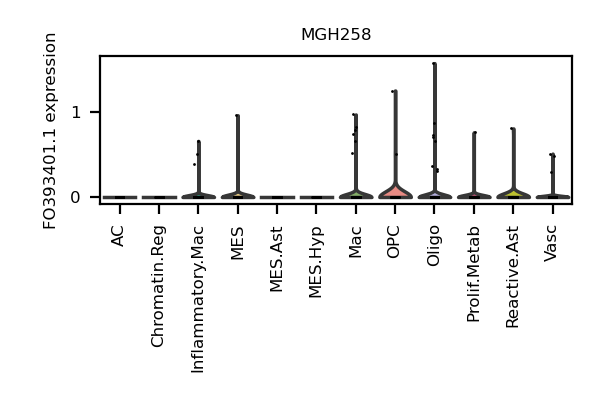 MGH258
FO393401.1 expression
1
0
AC
Chromatin.Reg
Inflammatory.Mac
MES
MES.Ast
MES.Hyp
Mac
OPC
Oligo
Prolif.Metab
Reactive.Ast
Vasc